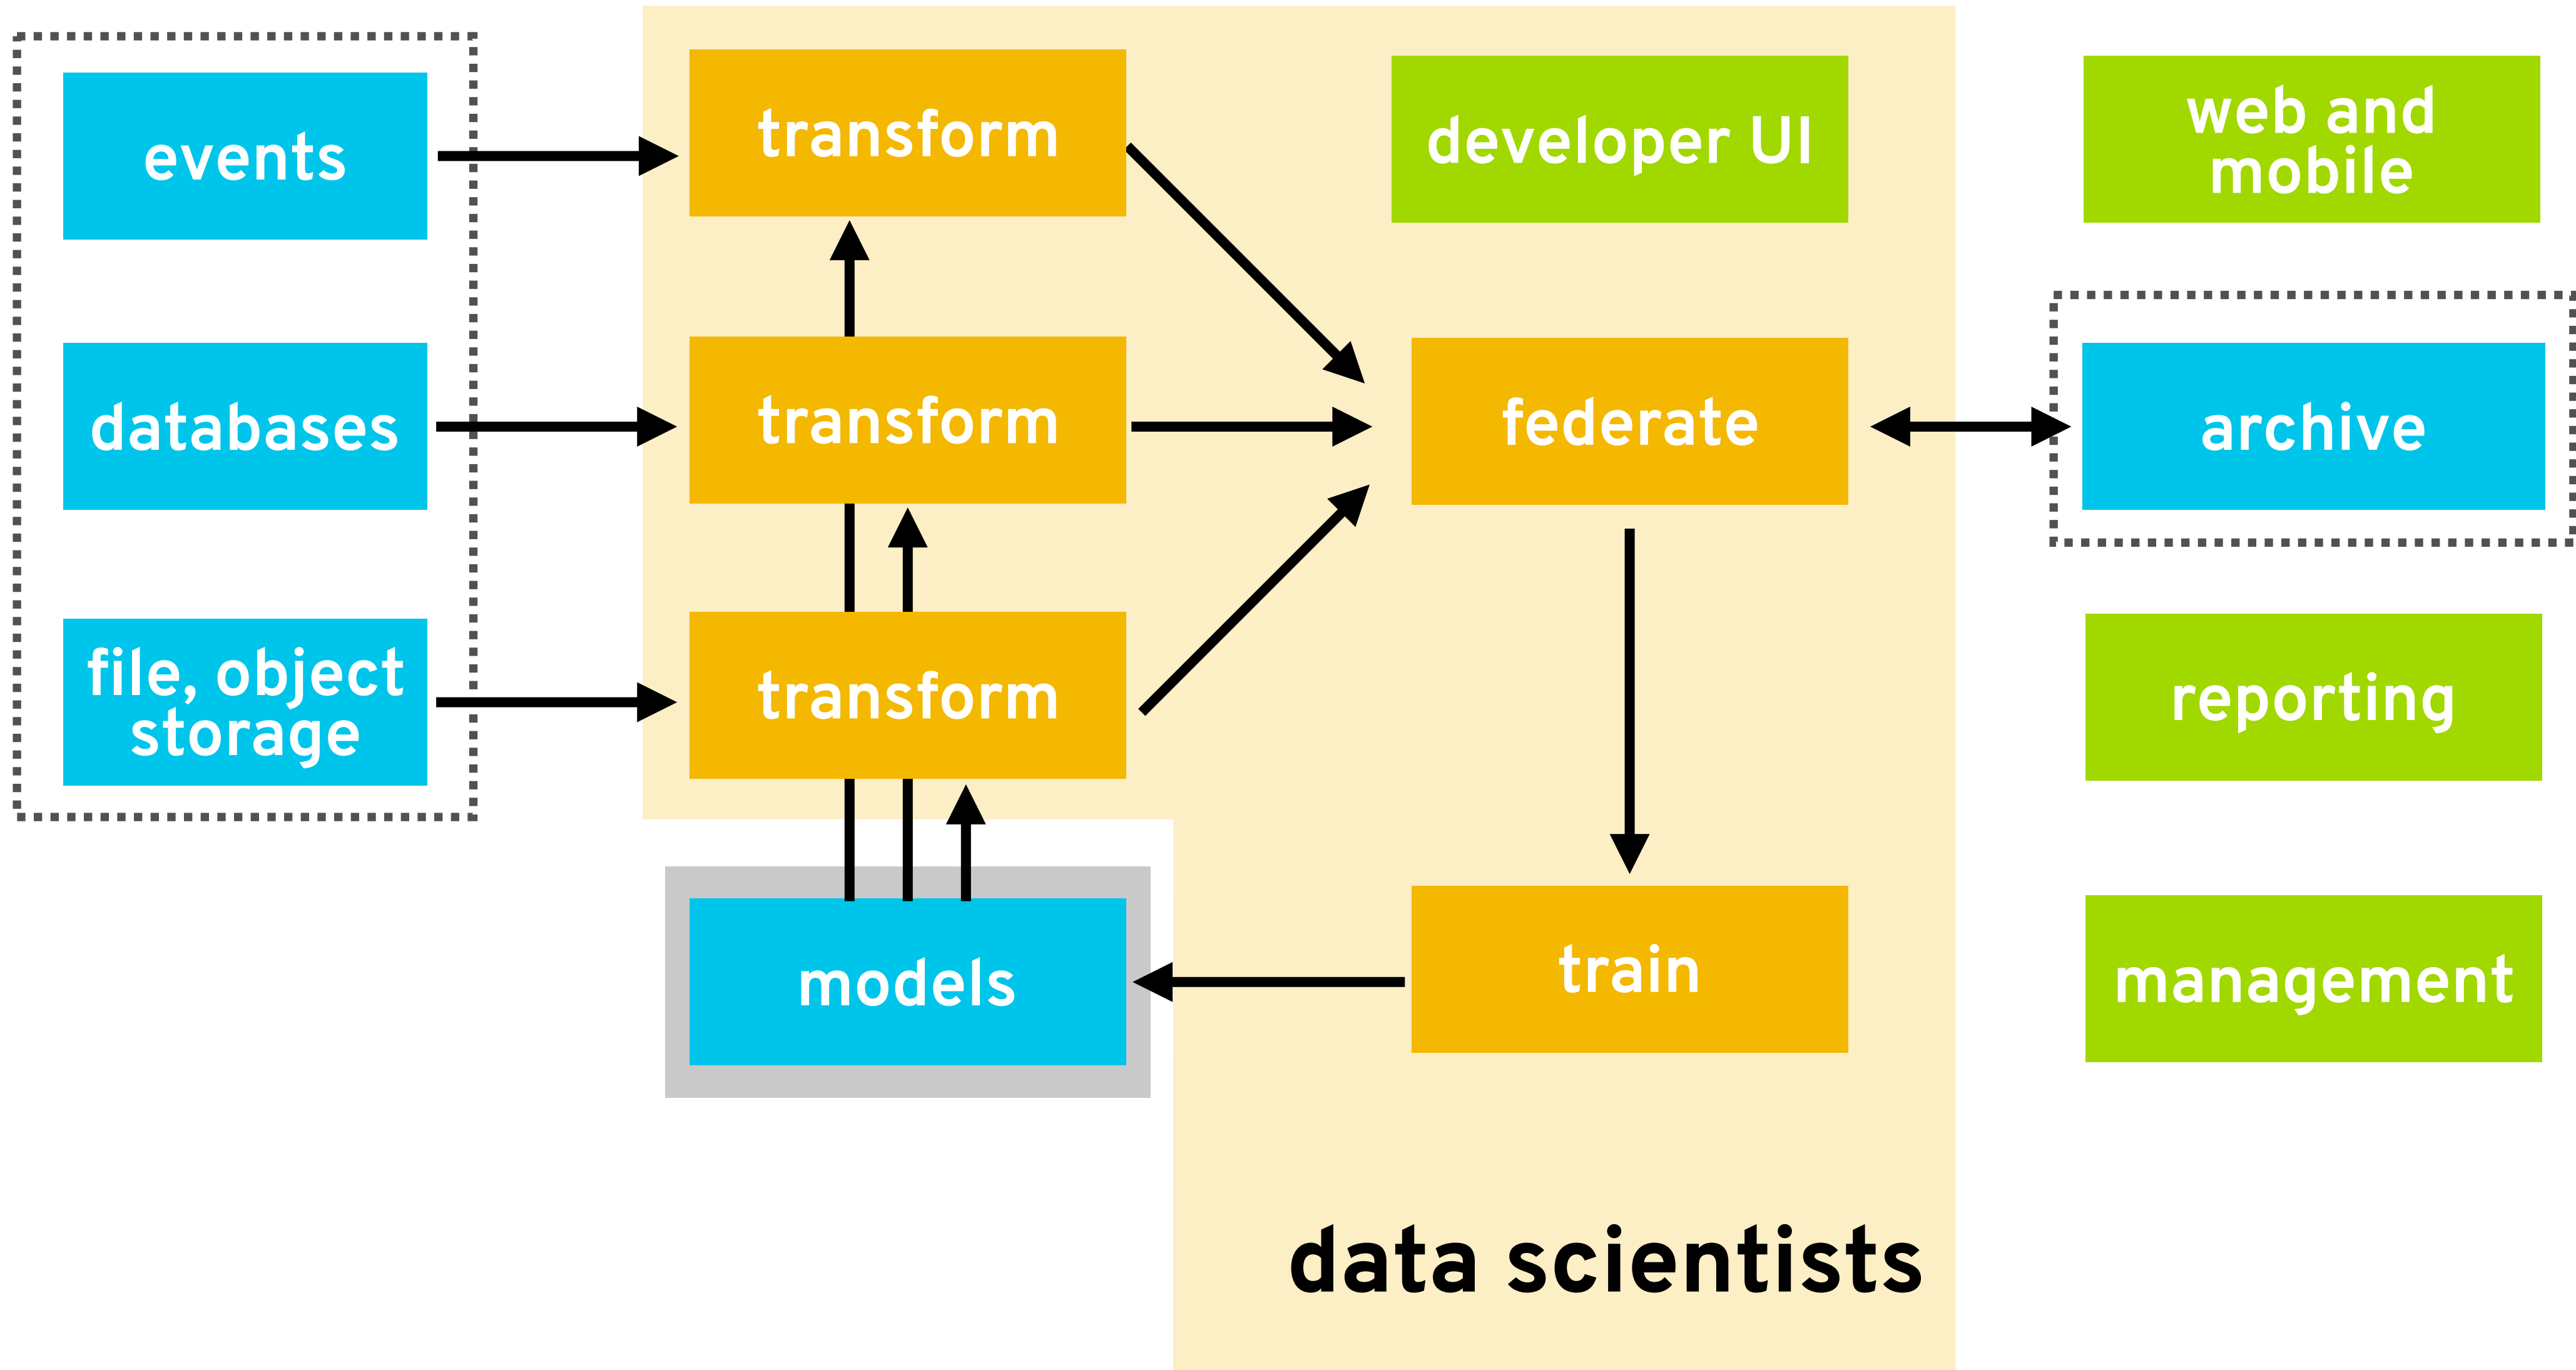 events
transform
developer UI
web and
mobile
databases
transform
federate
archive
file, object
storage
transform
reporting
models
train
management
data scientists